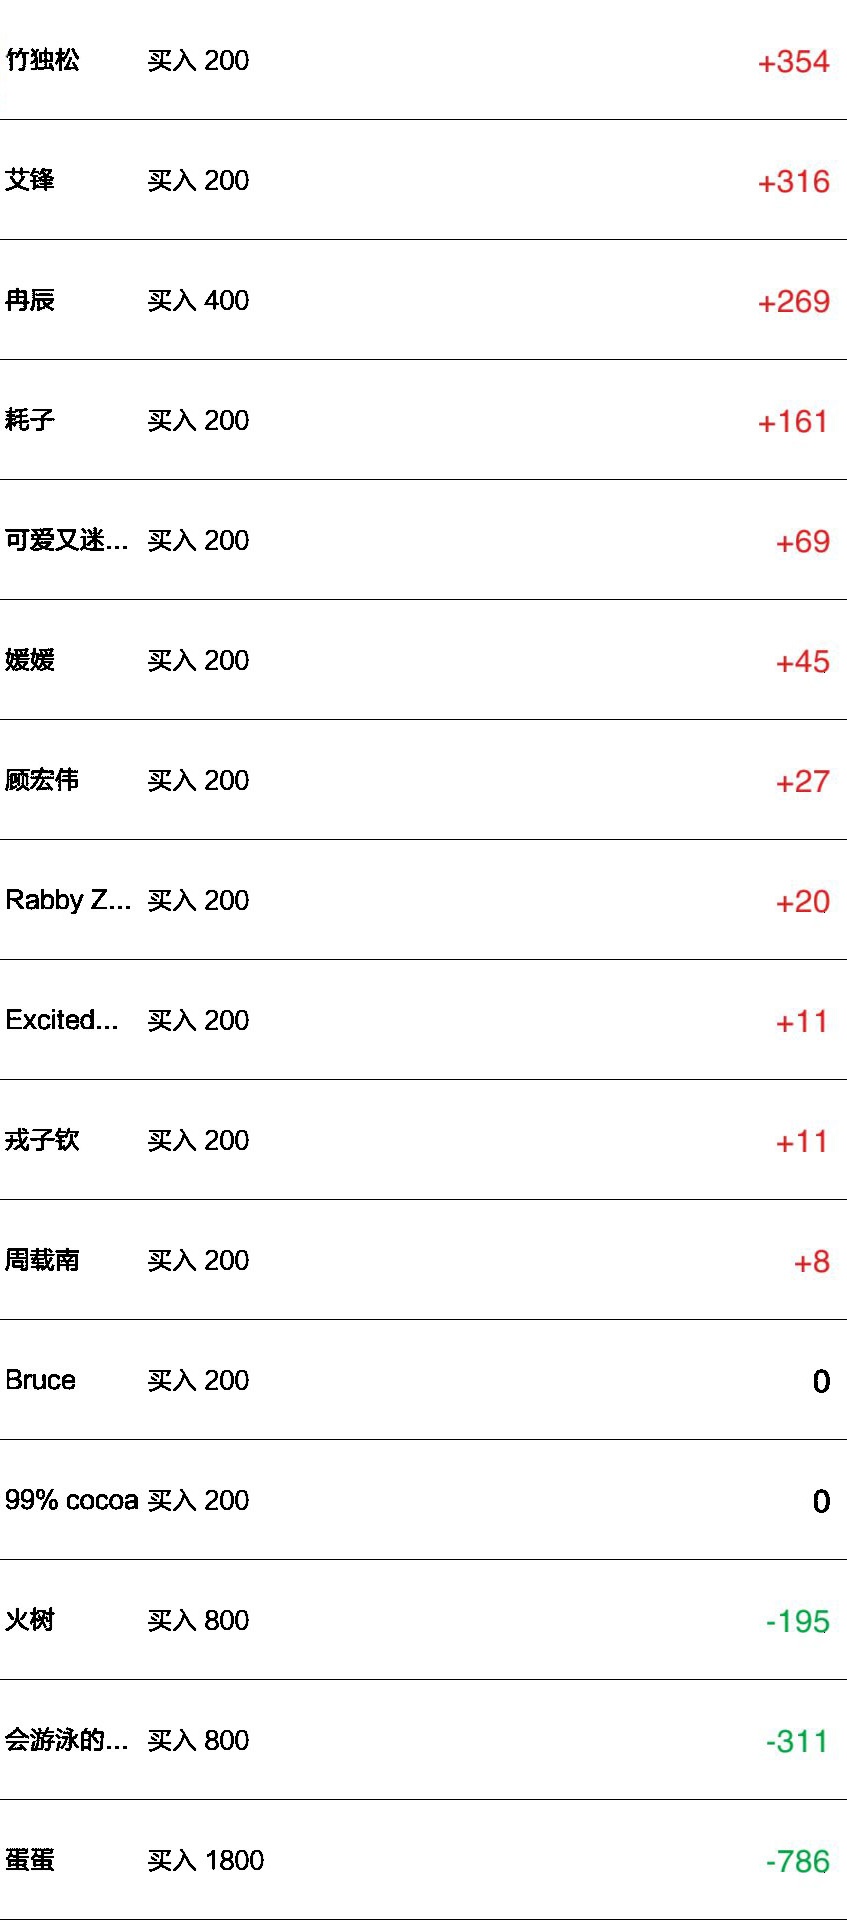 竹独松 买入 200 +354
艾锋 买入 200 +316
冉辰 买入 400 +269
耗子 买入 200 +161
可爱又迷... 买入 200 +69
媛媛 买入 200 +45
顾宏伟 买入 200 +27
Rabby Z... 买入 200 +20
Excited... 买入 200 +11
戎子钦 买入 200 +11
周载南 买入 200 +8
Bruce 买入 200 0
99% cocoa 买入 200 0
火树 买入 800 -195
会游泳的... 买入 800 -311
蛋蛋 买入 1800 -786